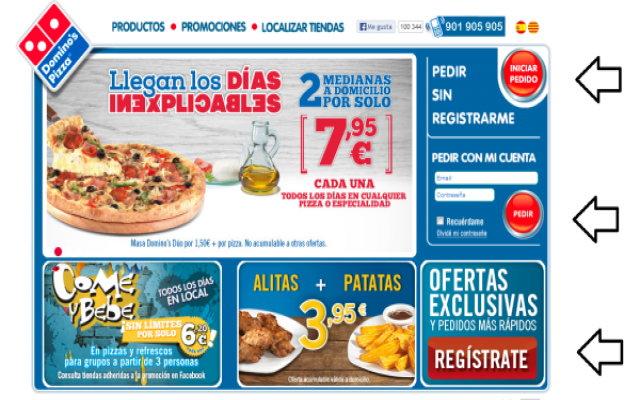 PRODUCTOS • PROMOCIONES • LOCALIZAR TIENDAS
Me gusta
100 344
901 905 905
Domino's
Pizza
Llegan los DÍAS
INEXPLICABLES
2 MEDIANAS
A DOMICILIO
POR SOLO
[7,95 €]
CADA UNA
TODOS LOS DÍAS EN CUALQUIER
PIZZA O ESPECIALIDAD
Masa Domino's Dúo por 1,50€ + por pizza. No acumulable a otras ofertas.
PEDIR
SIN
REGISTRARME
INICIAR
PEDIDO
PEDIR CON MI CUENTA
Email
Contraseña
PEDIR
Recuérdame
Olvidé mi contraseña
COME
Y BEBE
TODOS LOS DÍAS
EN LOCAL
SIN LÍMITES
POR SOLO
6,20 €!
En pizzas y refrescos
para grupos a partir de 3 personas
Consulta tiendas adheridas a la promoción en Facebook
ALITAS + PATATAS
3,95 €
Oferta acumulable válida a domicilio.
OFERTAS
EXCLUSIVAS
Y PEDIDOS MÁS RÁPIDOS
REGÍSTRATE